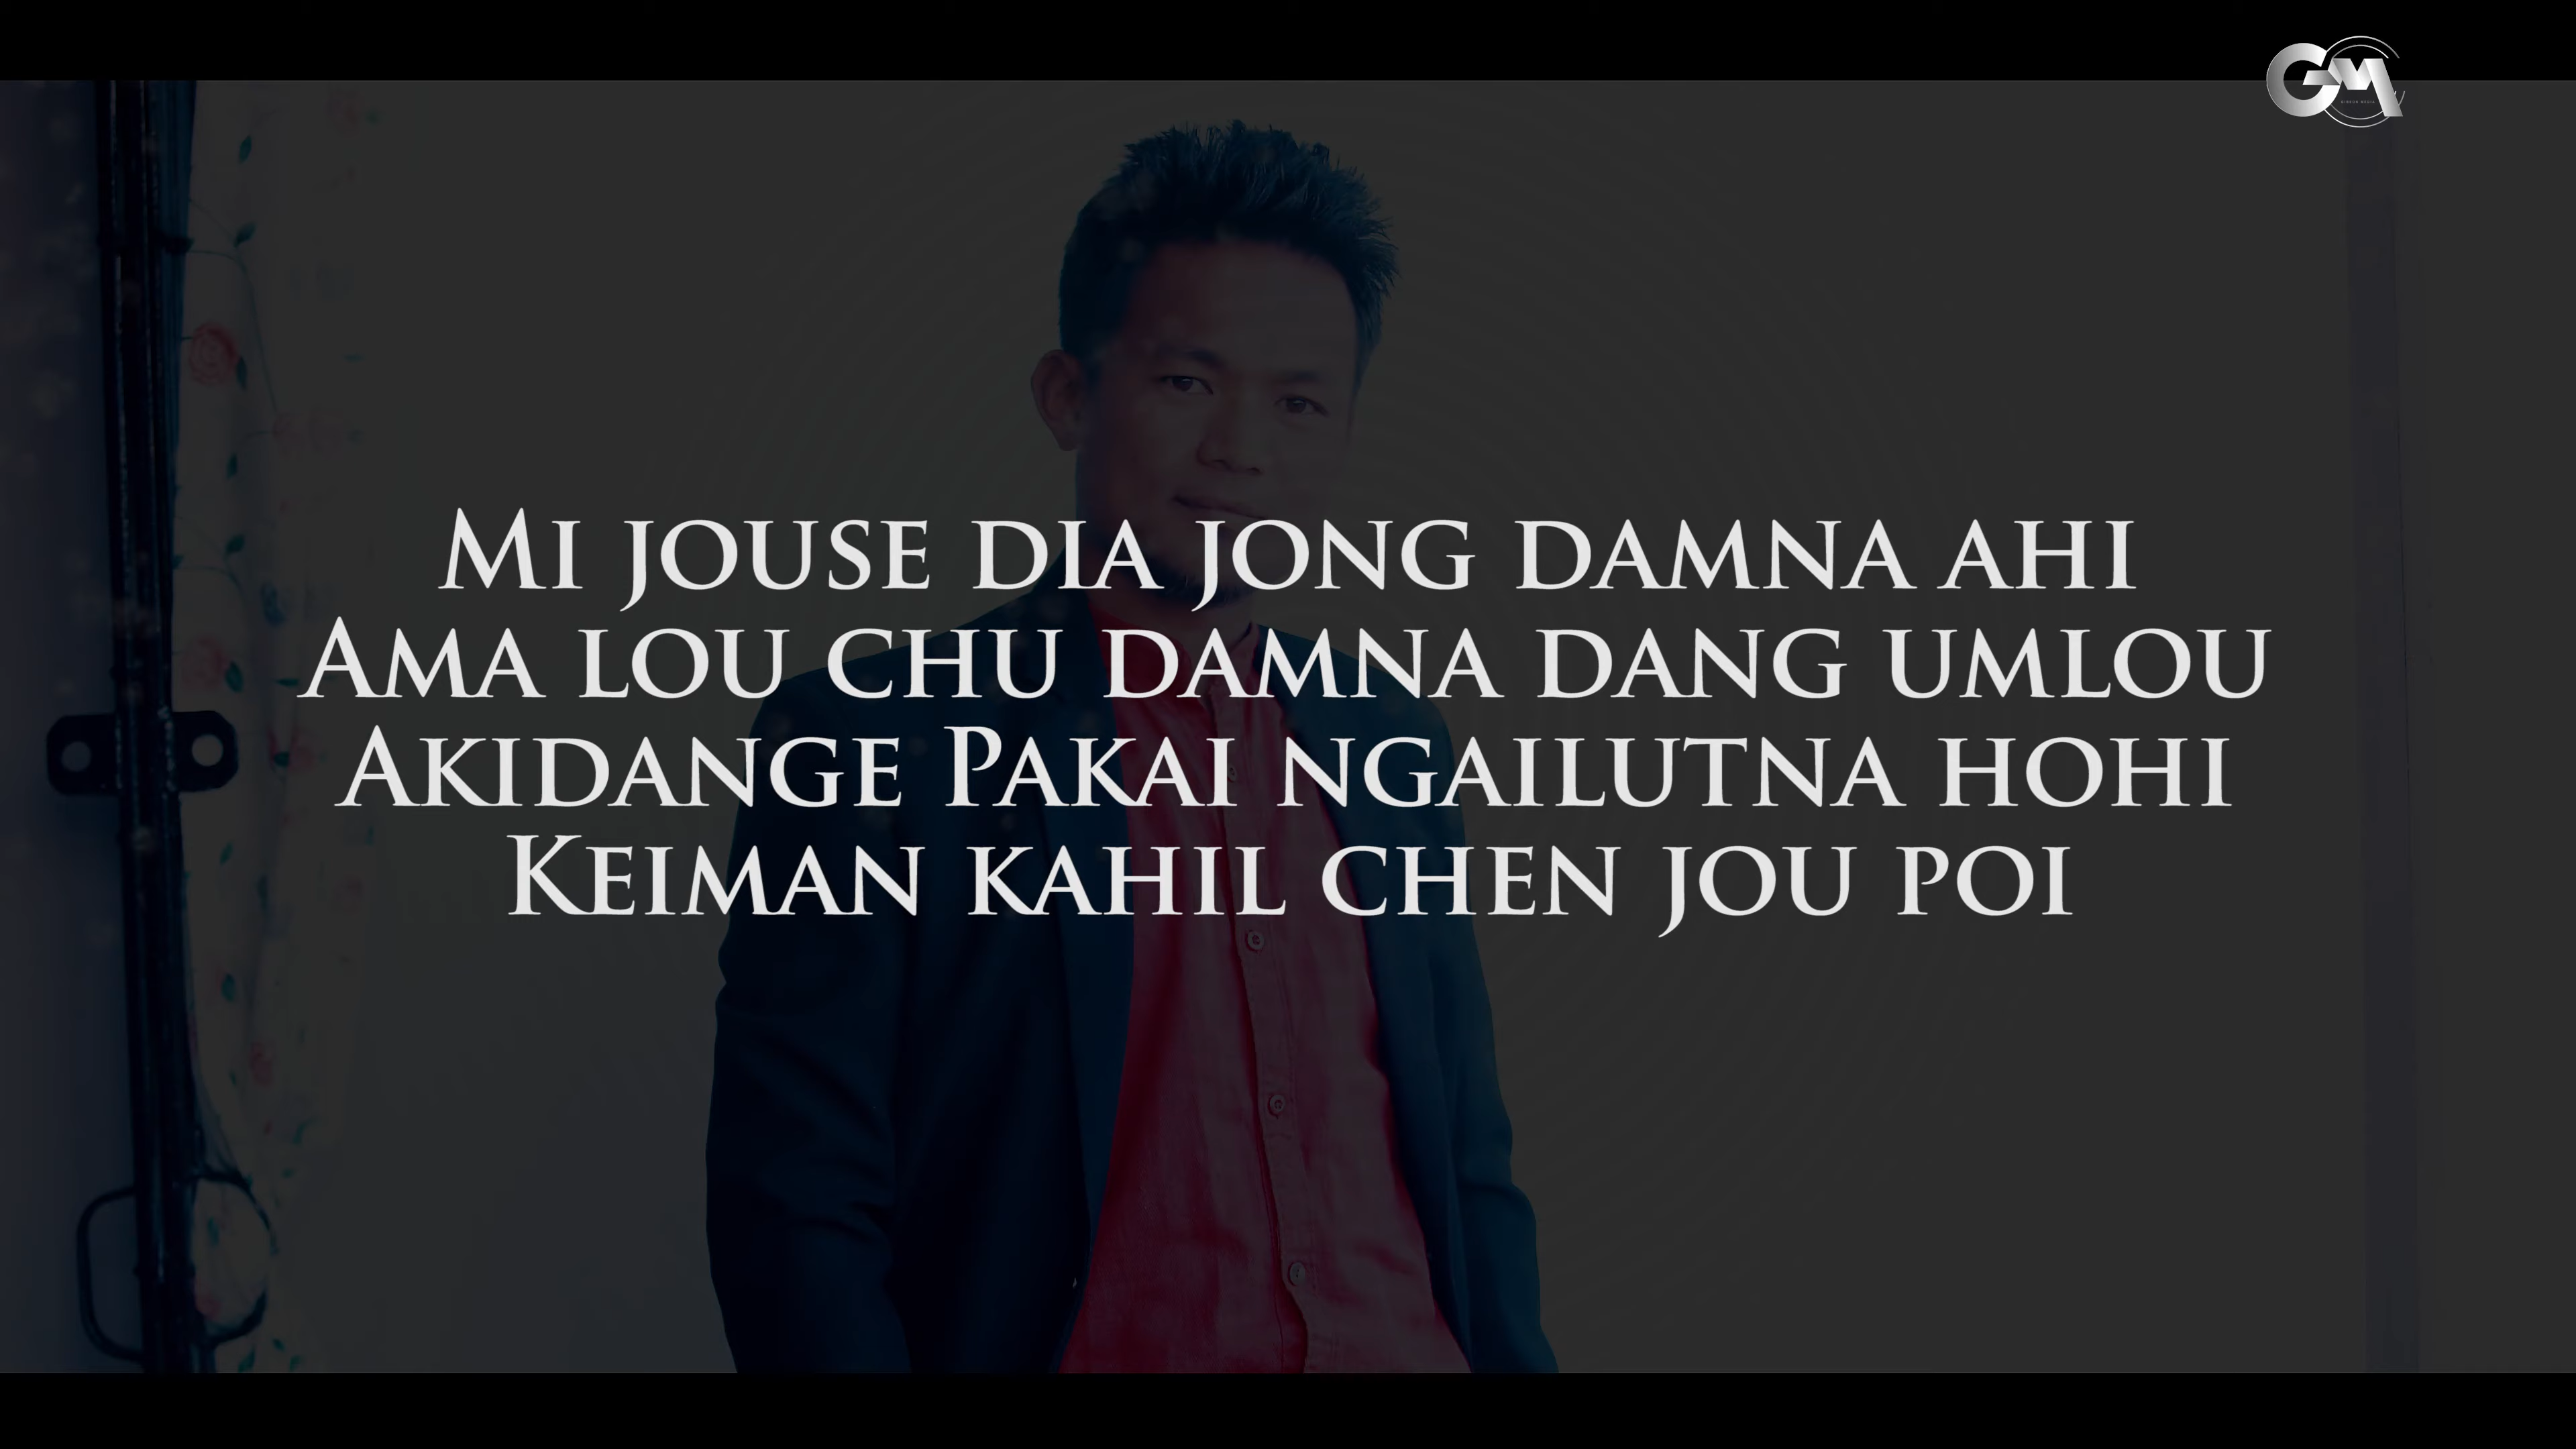 GM
Mi jouse dia jong damna ahi
Ama lou chu damna dang umlou
Akidange Pakai ngailutna hohi
Keiman kahil chen jou poi